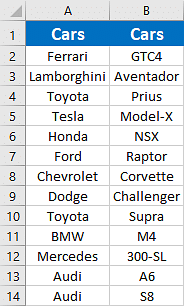 A B
1 Cars Cars
2 Ferrari GTC4
3 Lamborghini Aventador
4 Toyota Prius
5 Tesla Model-X
6 Honda NSX
7 Ford Raptor
8 Chevrolet Corvette
9 Dodge Challenger
10 Toyota Supra
11 BMW M4
12 Mercedes 300-SL
13 Audi A6
14 Audi S8